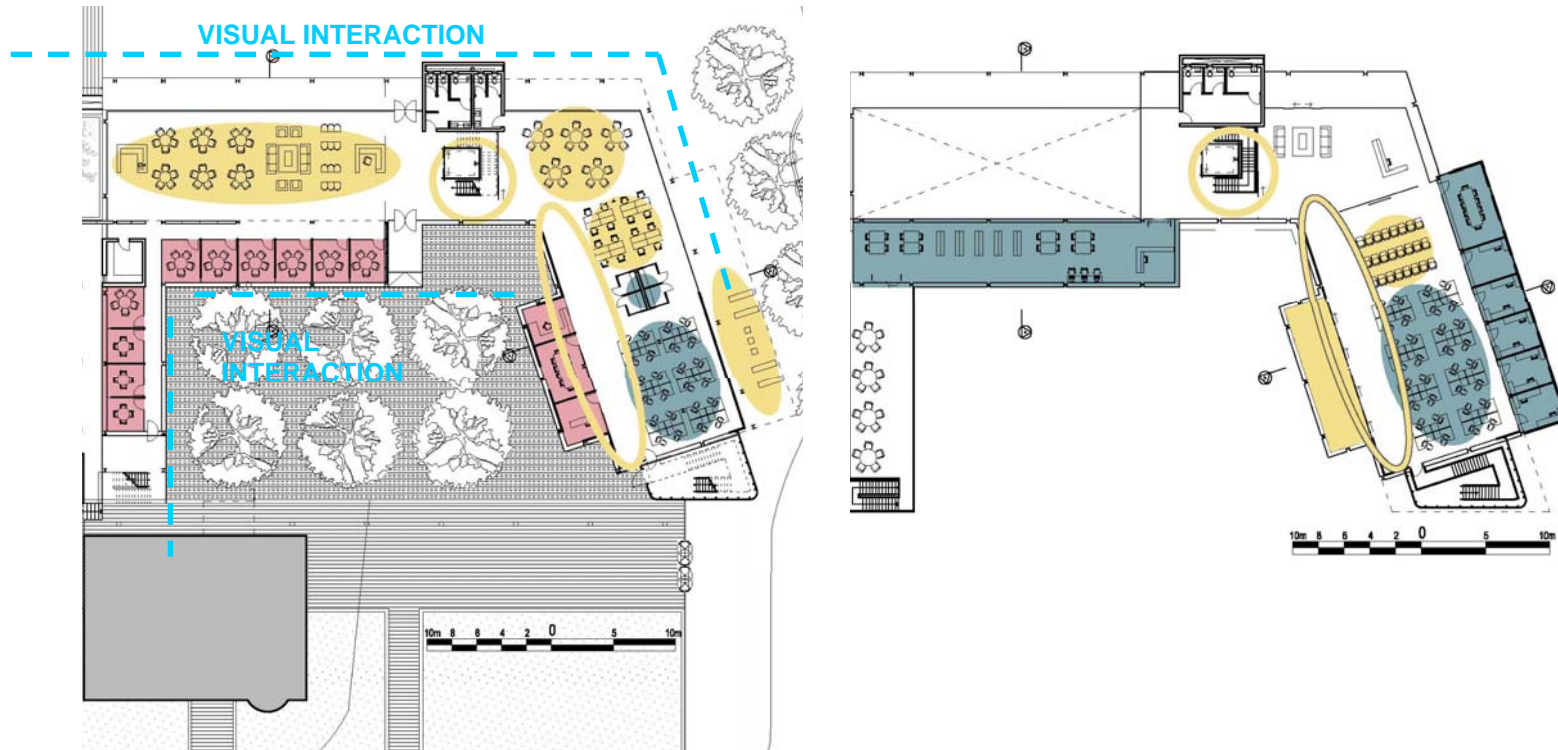 VISUAL INTERACTION
VISUAL
INTERACTION
10m 8 6 4 2 0 5 10m
10m 8 6 4 2 0 5 10m